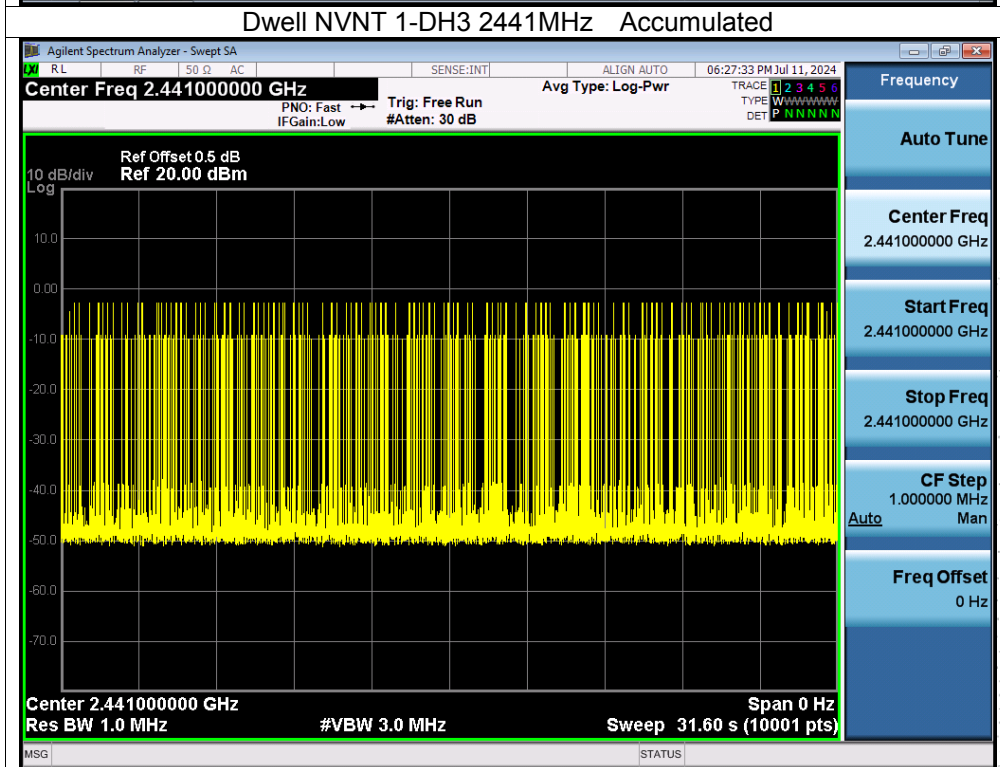 Dwell NVNT 1-DH3 2441MHz Accumulated
Agilent Spectrum Analyzer - Swept SA
LXI RL RF 50 Ω AC SENSE:INT ALIGN AUTO 06:27:33 PM Jul 11, 2024
Center Freq 2.441000000 GHz
PNO: Fast
IFGain:Low
Trig: Free Run
#Atten: 30 dB
Avg Type: Log-Pwr
TRACE 1 2 3 4 5 6
TYPE WWWWWWW
DET P N N N N N
Ref Offset 0.5 dB
10 dB/div Ref 20.00 dBm
Log
10.0
0.00
-10.0
-20.0
-30.0
-40.0
-50.0
-60.0
-70.0
Center 2.441000000 GHz Span 0 Hz
Res BW 1.0 MHz #VBW 3.0 MHz Sweep 31.60 s (10001 pts)
MSG STATUS
Frequency
Auto Tune
Center Freq
2.441000000 GHz
Start Freq
2.441000000 GHz
Stop Freq
2.441000000 GHz
CF Step
1.000000 MHz
Auto Man
Freq Offset
0 Hz